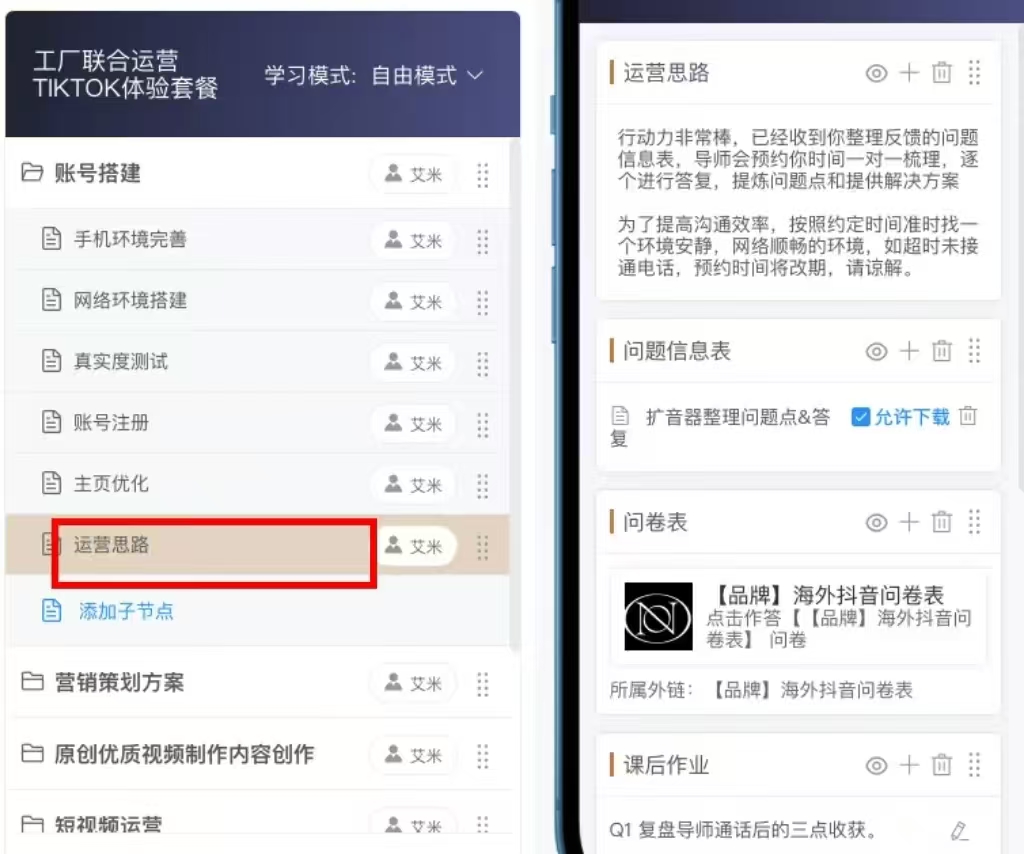 工厂联合运营
TIKTOK体验套餐
学习模式: 自由模式
账号搭建 艾米
手机环境完善 艾米
网络环境搭建 艾米
真实度测试 艾米
账号注册 艾米
主页优化 艾米
运营思路 艾米
添加子节点
营销策划方案 艾米
原创优质视频制作内容创作 艾米
短视频运营 艾米
运营思路
行动力非常棒，已经收到你整理反馈的问题
信息表，导师会预约你时间一对一梳理，逐
个进行答复，提炼问题点和提供解决方案
为了提高沟通效率，按照约定时间准时找一
个环境安静，网络顺畅的环境，如超时未接
通电话，预约时间将改期，请谅解。
问题信息表
扩音器整理问题点&答 允许下载
复
问卷表
【品牌】海外抖音问卷表
点击作答【【品牌】海外抖音问
卷表】 问卷
所属外链： 【品牌】海外抖音问卷表
课后作业
Q1 复盘导师通话后的三点收获。